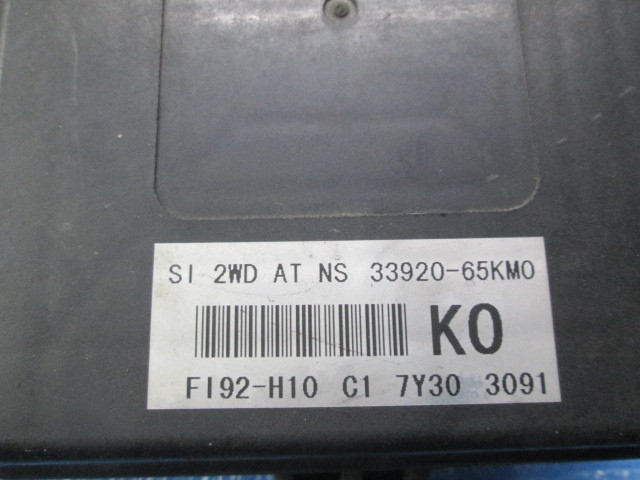 SI 2WD AT NS 33920-65KM0
K0
FI92-H10 C1 7Y30 3091